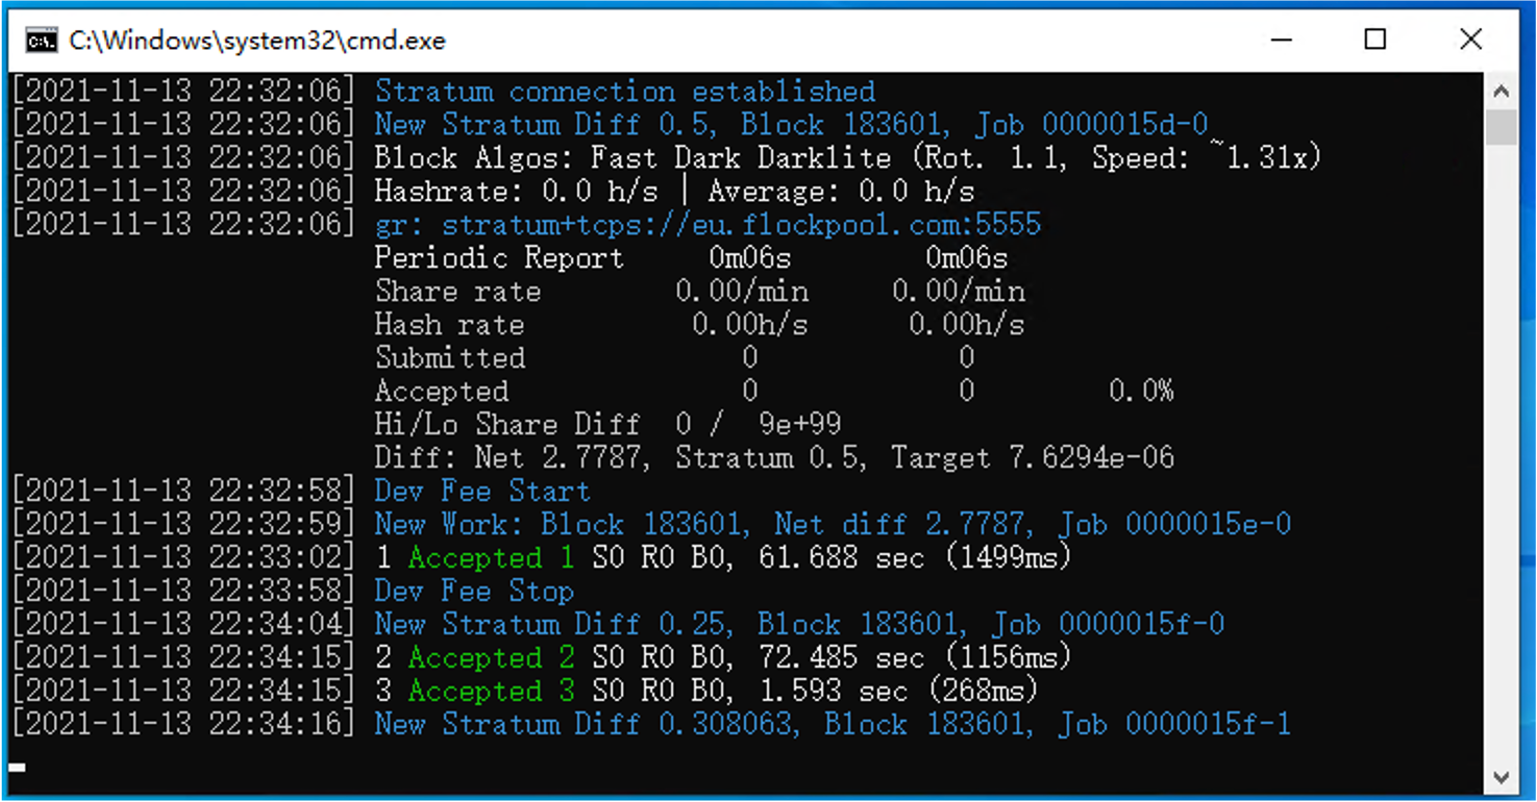 C:\Windows\system32\cmd.exe
[2021-11-13 22:32:06] Stratum connection established
[2021-11-13 22:32:06] New Stratum Diff 0.5, Block 183601, Job 0000015d-0
[2021-11-13 22:32:06] Block Algos: Fast Dark Darklite (Rot. 1.1, Speed: ~1.31x)
[2021-11-13 22:32:06] Hashrate: 0.0 h/s | Average: 0.0 h/s
[2021-11-13 22:32:06] gr: stratum+tcps://eu.flockpool.com:5555
Periodic Report 0m06s 0m06s
Share rate 0.00/min 0.00/min
Hash rate 0.00h/s 0.00h/s
Submitted 0 0
Accepted 0 0 0.0%
Hi/Lo Share Diff 0 / 9e+99
Diff: Net 2.7787, Stratum 0.5, Target 7.6294e-06
[2021-11-13 22:32:58] Dev Fee Start
[2021-11-13 22:32:59] New Work: Block 183601, Net diff 2.7787, Job 0000015e-0
[2021-11-13 22:33:02] 1 Accepted 1 S0 R0 B0, 61.688 sec (1499ms)
[2021-11-13 22:33:58] Dev Fee Stop
[2021-11-13 22:34:04] New Stratum Diff 0.25, Block 183601, Job 0000015f-0
[2021-11-13 22:34:15] 2 Accepted 2 S0 R0 B0, 72.485 sec (1156ms)
[2021-11-13 22:34:15] 3 Accepted 3 S0 R0 B0, 1.593 sec (268ms)
[2021-11-13 22:34:16] New Stratum Diff 0.308063, Block 183601, Job 0000015f-1